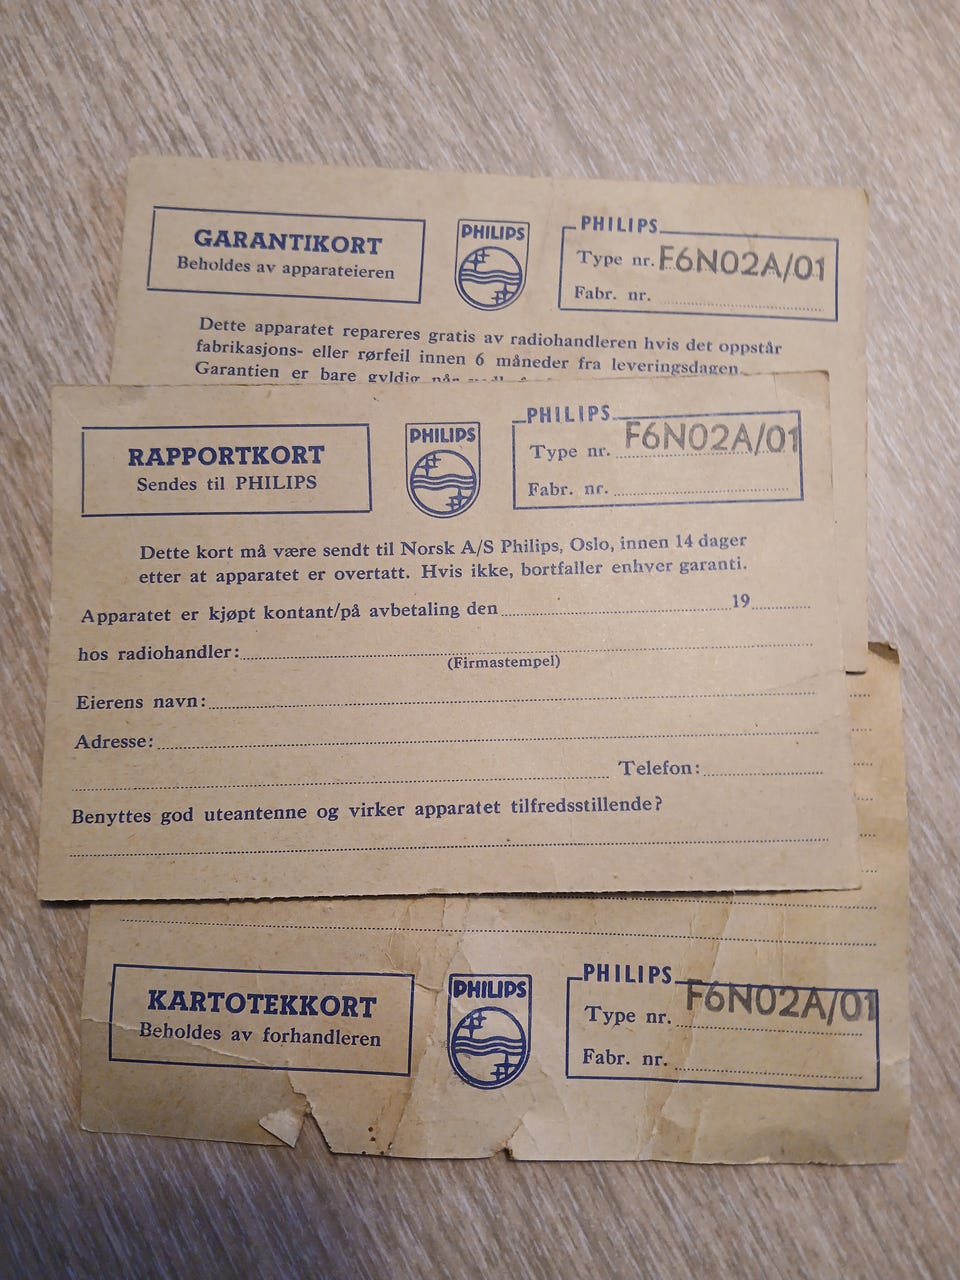 GARANTIKORT
Beholdes av apparateieren
PHILIPS
PHILIPS
Type nr. F6N02A/01
Fabr. nr.
Dette apparatet repareres gratis av radiohandleren hvis det oppstår
fabrikasjons- eller rørfeil innen 6 måneder fra leveringsdagen.
Garantien er bare gyldig når
RAPPORTKORT
Sendes til PHILIPS
PHILIPS
PHILIPS
Type nr. F6N02A/01
Fabr. nr.
Dette kort må være sendt til Norsk A/S Philips, Oslo, innen 14 dager
etter at apparatet er overtatt. Hvis ikke, bortfaller enhver garanti.
Apparatet er kjøpt kontant/på avbetaling den 19
hos radiohandler:
(Firmastempel)
Eierens navn:
Adresse:
Telefon:
Benyttes god uteantenne og virker apparatet tilfredsstillende?
KARTOTEKKORT
Beholdes av forhandleren
PHILIPS
PHILIPS
Type nr. F6N02A/01
Fabr. nr.